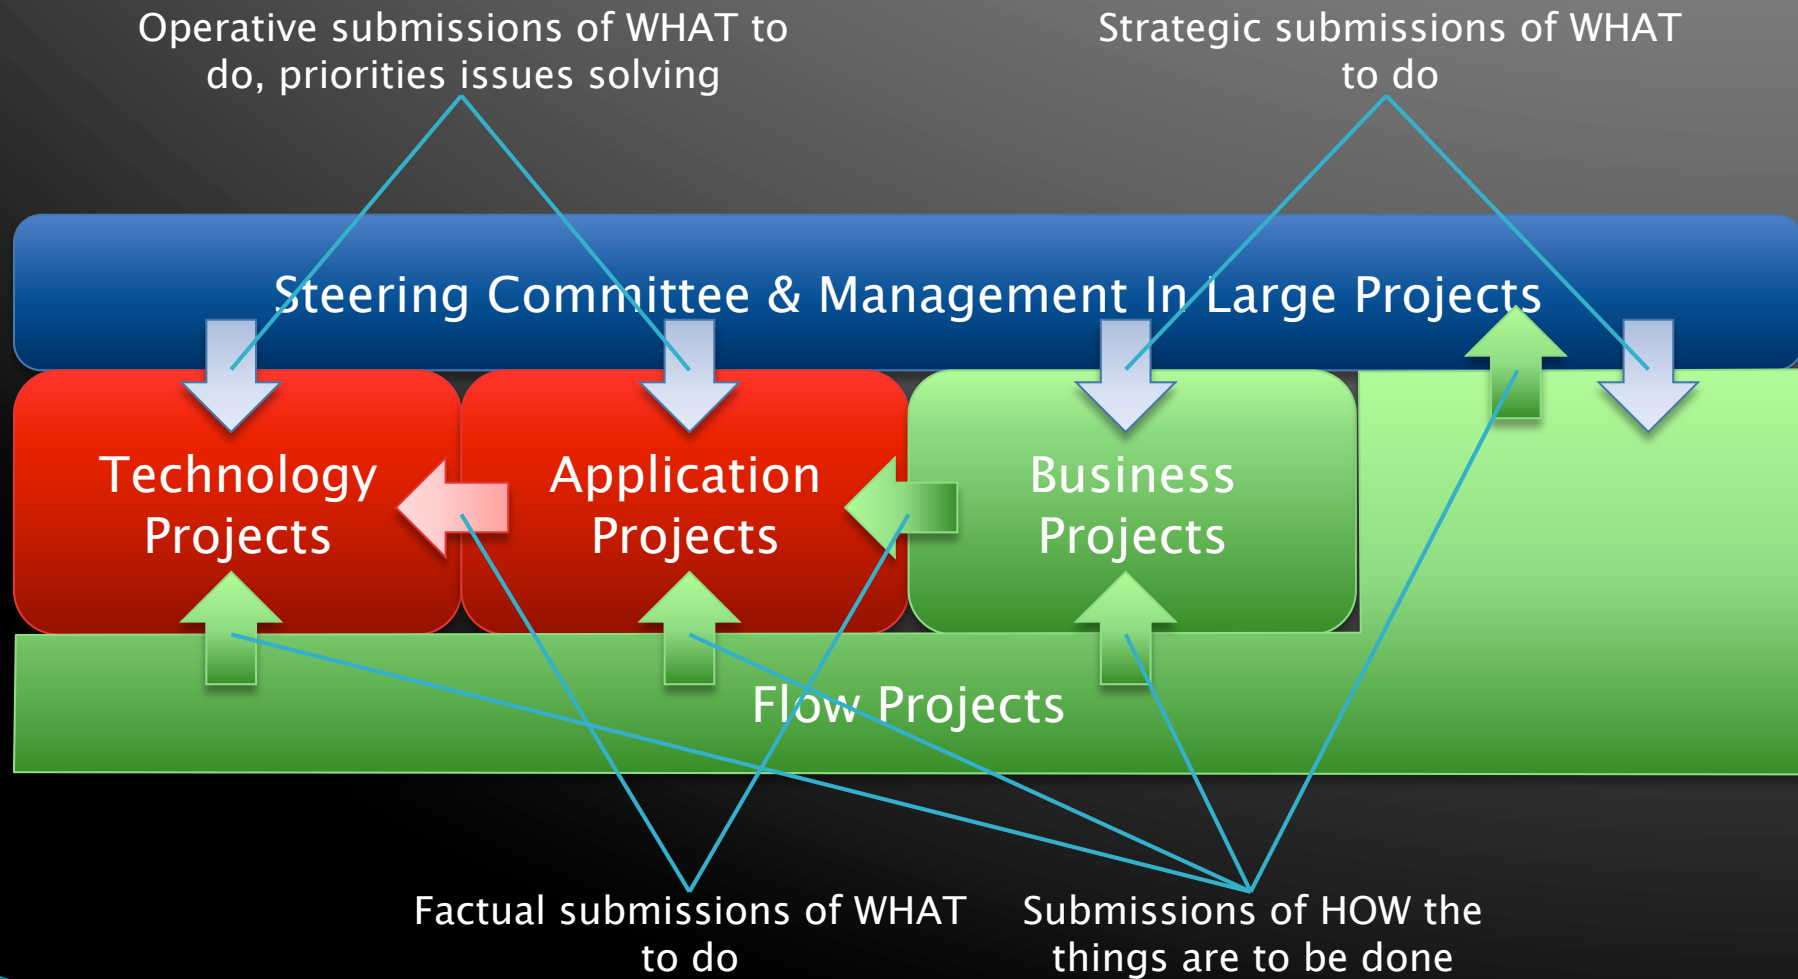 Operative submissions of WHAT to
do, priorities issues solving
Strategic submissions of WHAT
to do
Steering Committee & Management In Large Projects
Technology
Projects
Application
Projects
Business
Projects
Flow Projects
Factual submissions of WHAT
to do
Submissions of HOW the
things are to be done